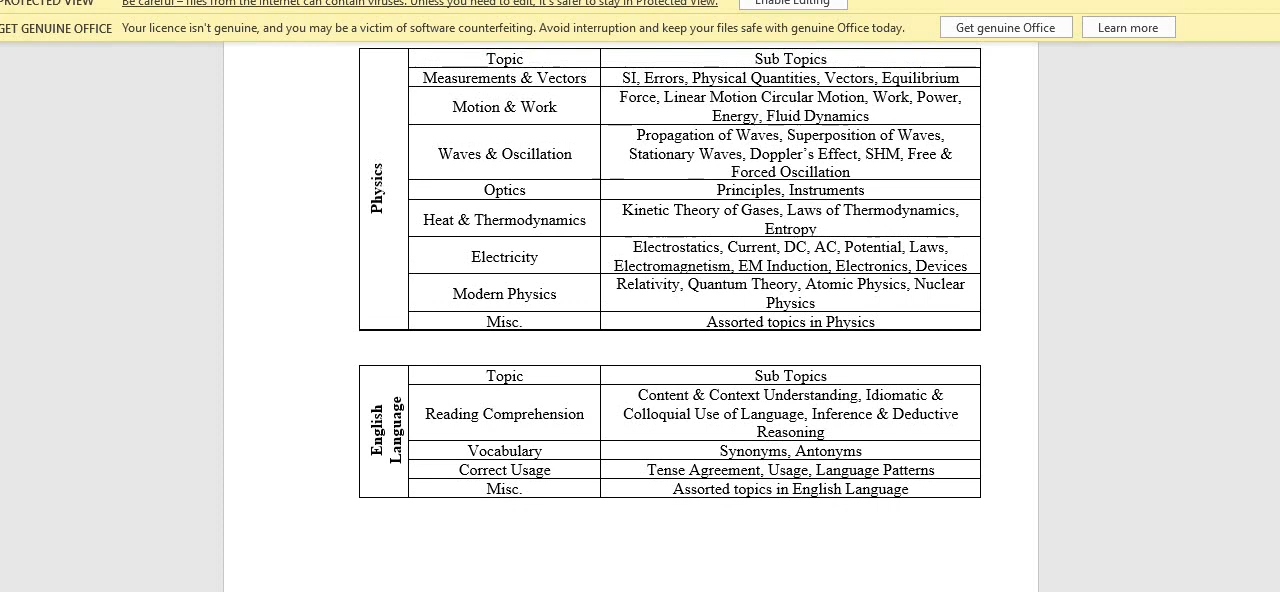 PROTECTED VIEW Be careful – files from the Internet can contain viruses. Unless you need to edit, it's safer to stay in Protected View. Enable Editing
GET GENUINE OFFICE Your licence isn't genuine, and you may be a victim of software counterfeiting. Avoid interruption and keep your files safe with genuine Office today. Get genuine Office Learn more
Physics
Topic Sub Topics
Measurements & Vectors SI, Errors, Physical Quantities, Vectors, Equilibrium
Motion & Work Force, Linear Motion Circular Motion, Work, Power,
Energy, Fluid Dynamics
Waves & Oscillation Propagation of Waves, Superposition of Waves,
Stationary Waves, Doppler’s Effect, SHM, Free &
Forced Oscillation
Optics Principles, Instruments
Heat & Thermodynamics Kinetic Theory of Gases, Laws of Thermodynamics,
Entropy
Electricity Electrostatics, Current, DC, AC, Potential, Laws,
Electromagnetism, EM Induction, Electronics, Devices
Modern Physics Relativity, Quantum Theory, Atomic Physics, Nuclear
Physics
Misc. Assorted topics in Physics
English
Language
Topic Sub Topics
Reading Comprehension Content & Context Understanding, Idiomatic &
Colloquial Use of Language, Inference & Deductive
Reasoning
Vocabulary Synonyms, Antonyms
Correct Usage Tense Agreement, Usage, Language Patterns
Misc. Assorted topics in English Language